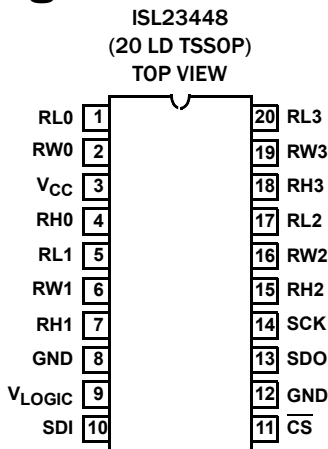 ISL23448
(20 LD TSSOP)
TOP VIEW
RL0 1 20 RL3
RW0 2 19 RW3
VCC 3 18 RH3
RH0 4 17 RL2
RL1 5 16 RW2
RW1 6 15 RH2
RH1 7 14 SCK
GND 8 13 SDO
VLOGIC 9 12 GND
SDI 10 11 C̅S̅